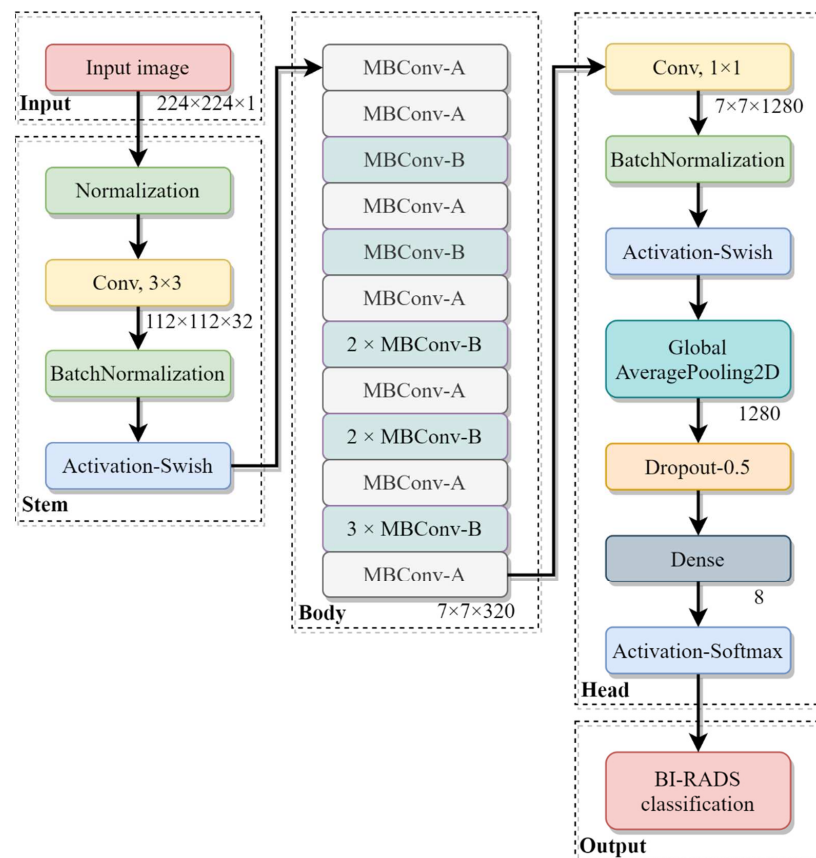 Input image
Input
224×224×1
Normalization
Conv, 3×3
112×112×32
BatchNormalization
Activation-Swish
Stem
MBConv-A
MBConv-A
MBConv-B
MBConv-A
MBConv-B
MBConv-A
2 × MBConv-B
MBConv-A
2 × MBConv-B
MBConv-A
3 × MBConv-B
MBConv-A
7×7×320
Body
Conv, 1×1
7×7×1280
BatchNormalization
Activation-Swish
Global
AveragePooling2D
1280
Dropout-0.5
Dense
8
Activation-Softmax
Head
BI-RADS
classification
Output